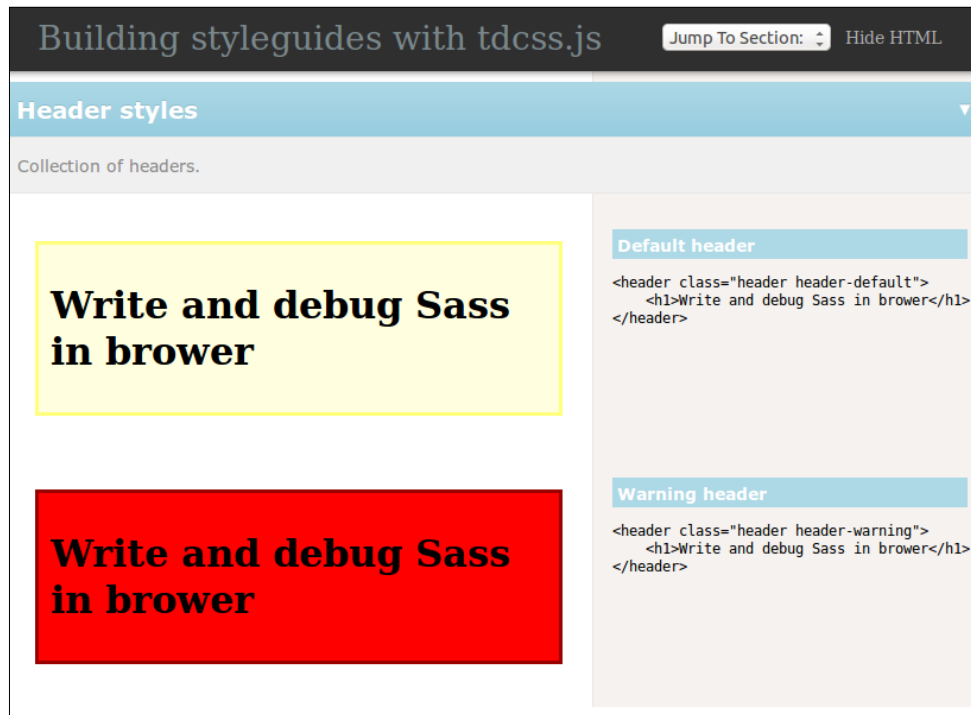 Building styleguides with tdcss.js
Jump To Section:
Hide HTML
Header styles
Collection of headers.
Write and debug Sass
in brower
Default header
<header class="header header-default">
    <h1>Write and debug Sass in brower</h1>
</header>
Write and debug Sass
in brower
Warning header
<header class="header header-warning">
    <h1>Write and debug Sass in brower</h1>
</header>